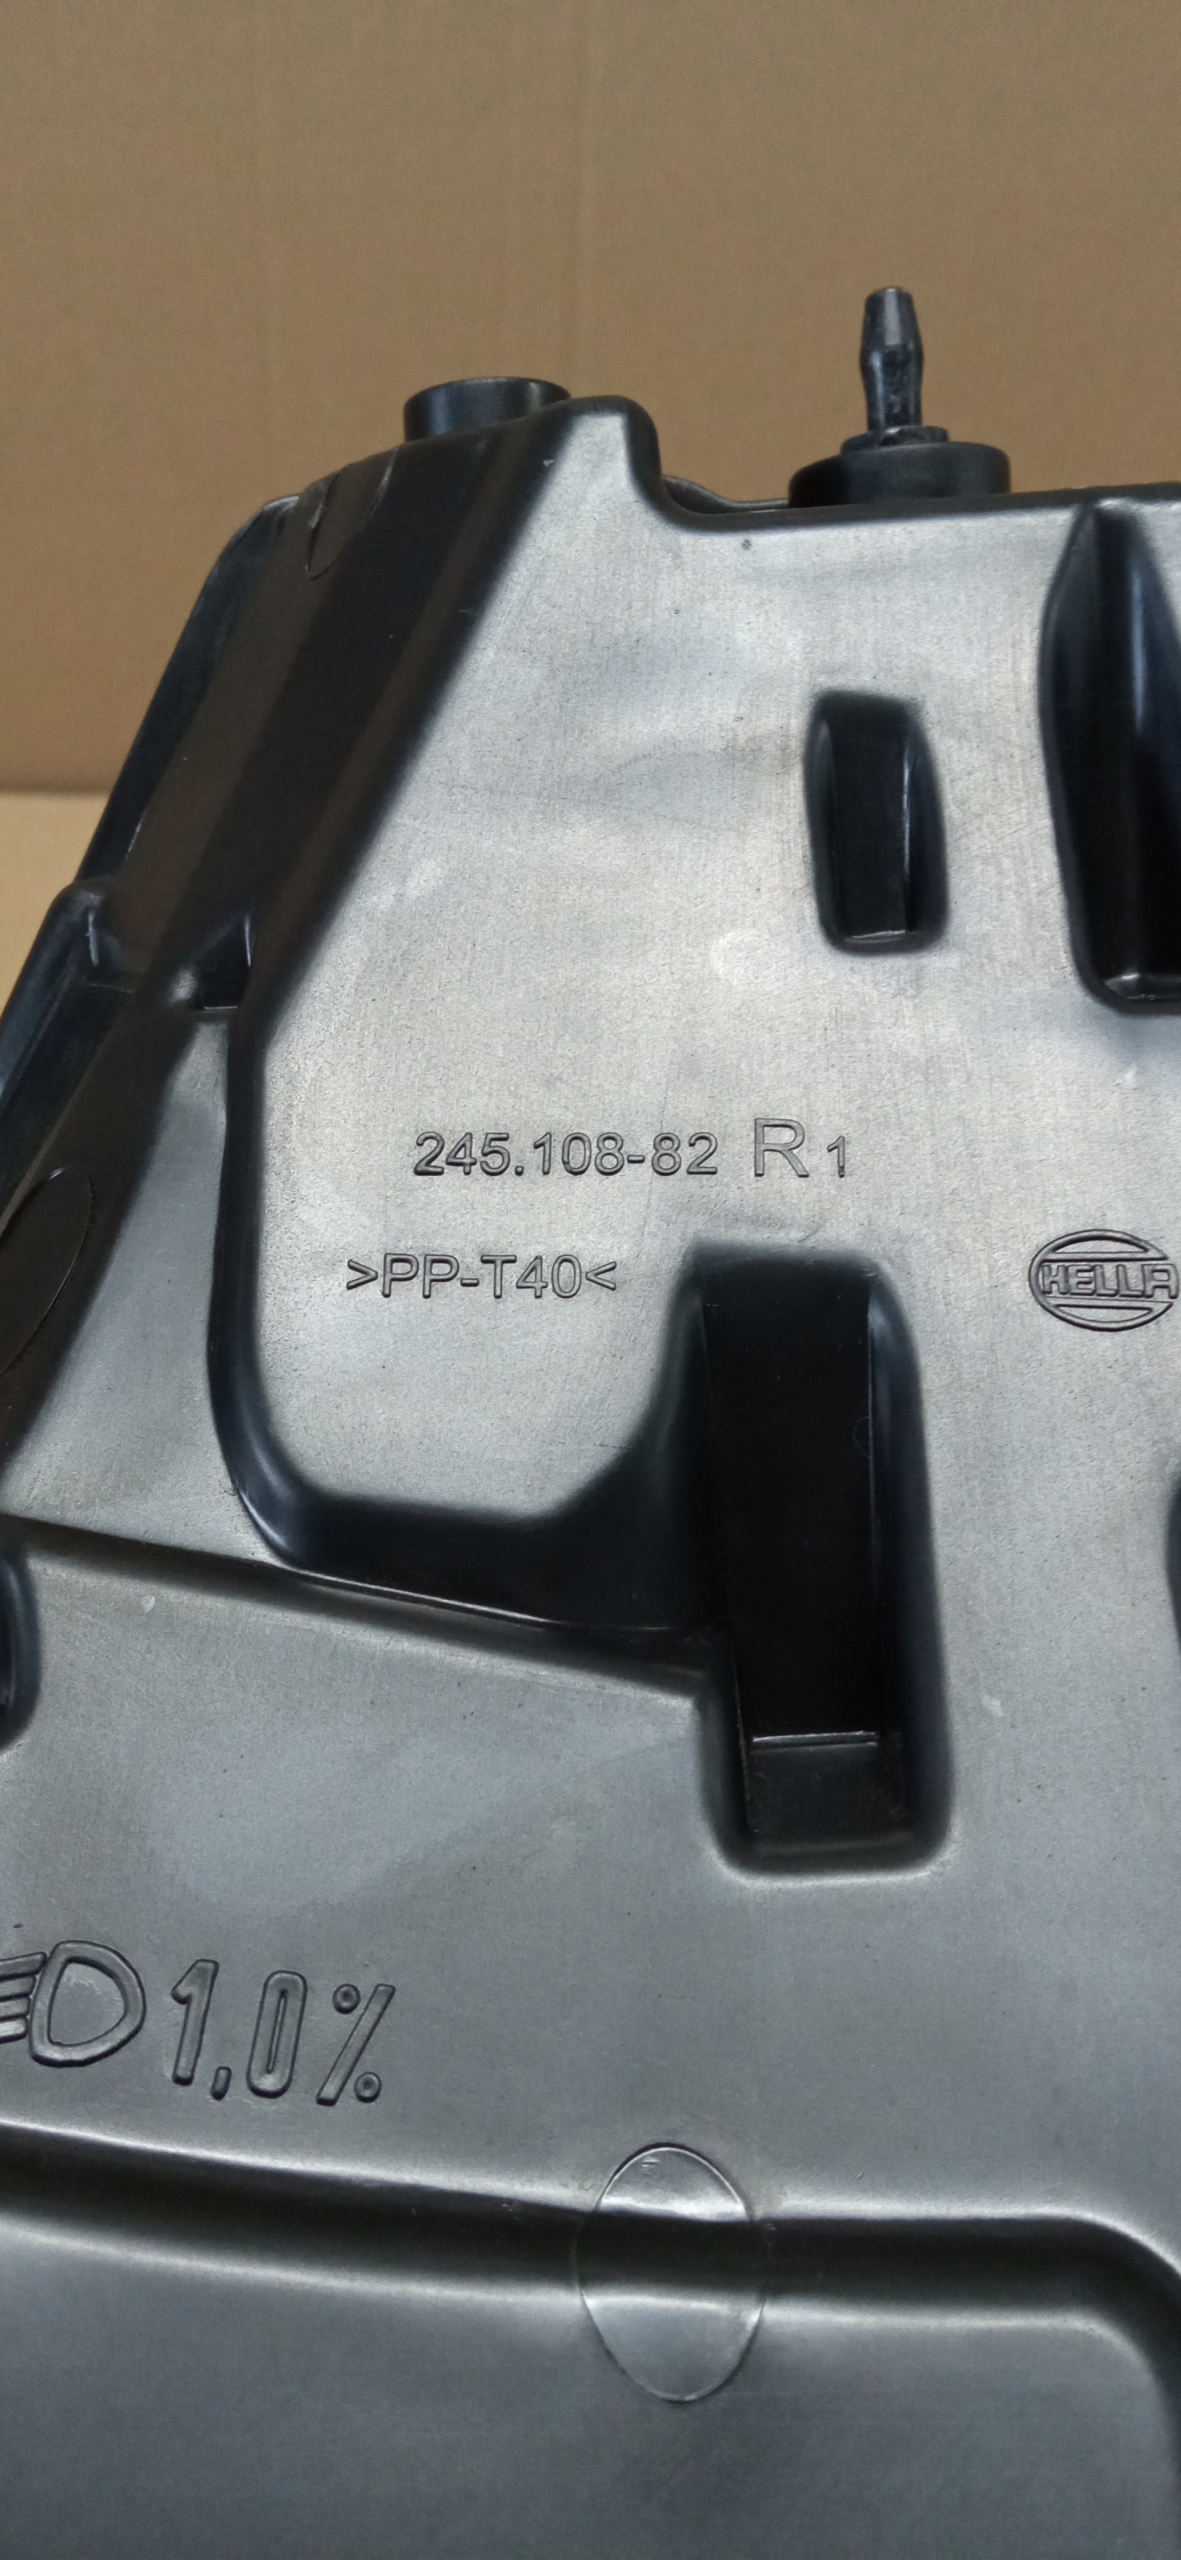 245.108-82 R1
>PP-T40<
HELLA
1,0%